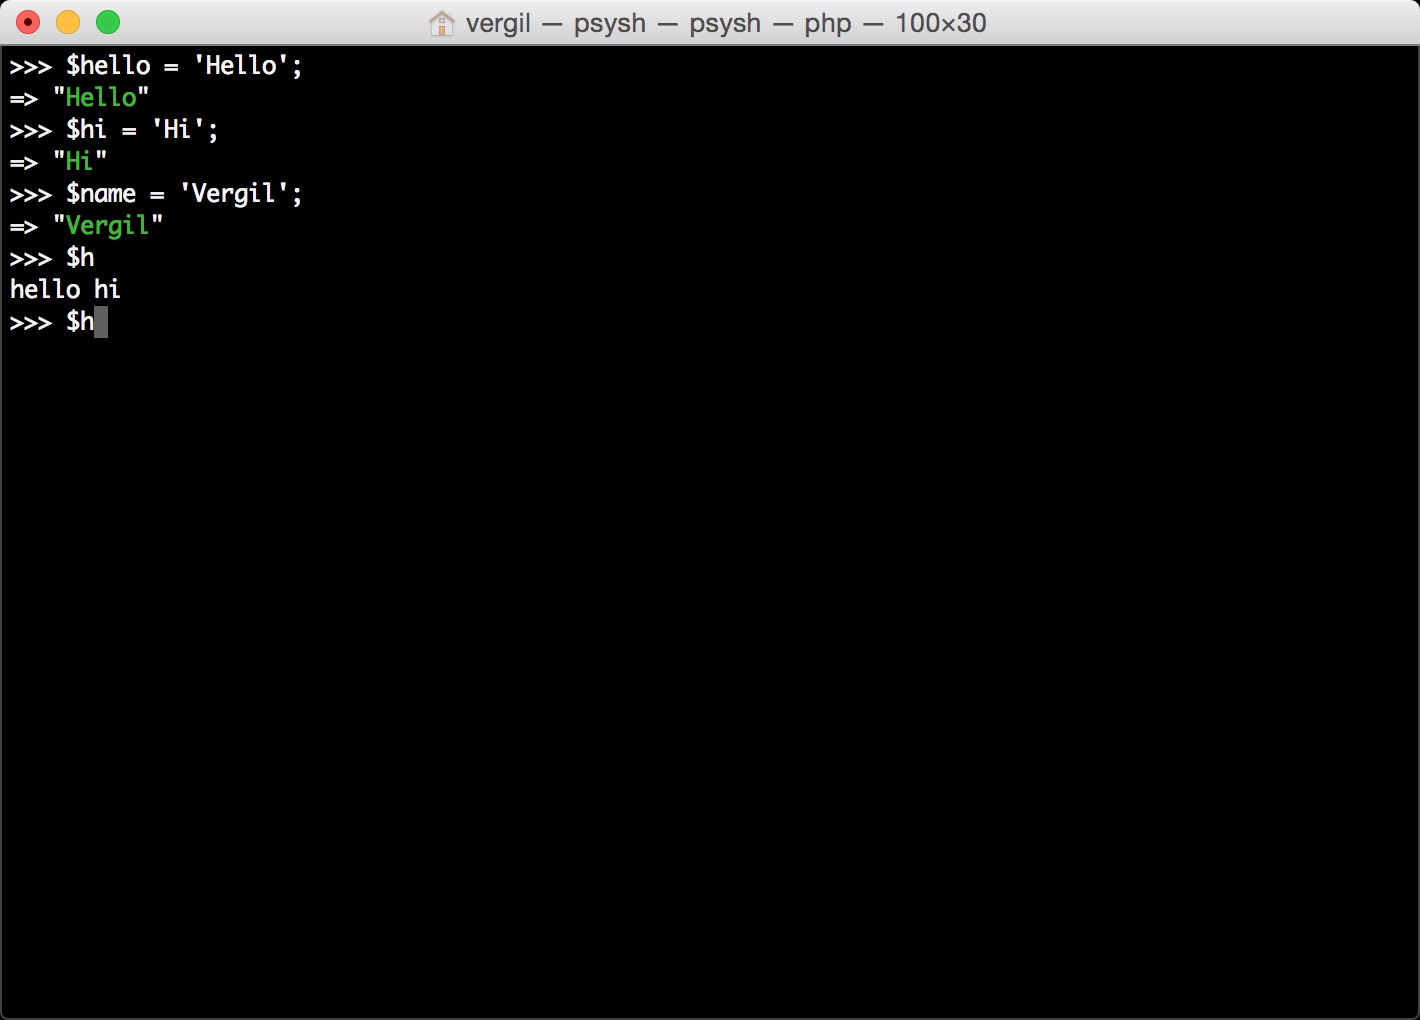 vergil — psysh — psysh — php — 100×30
>>> $hello = 'Hello';
=> "Hello"
>>> $hi = 'Hi';
=> "Hi"
>>> $name = 'Vergil';
=> "Vergil"
>>> $h
hello hi
>>> $h